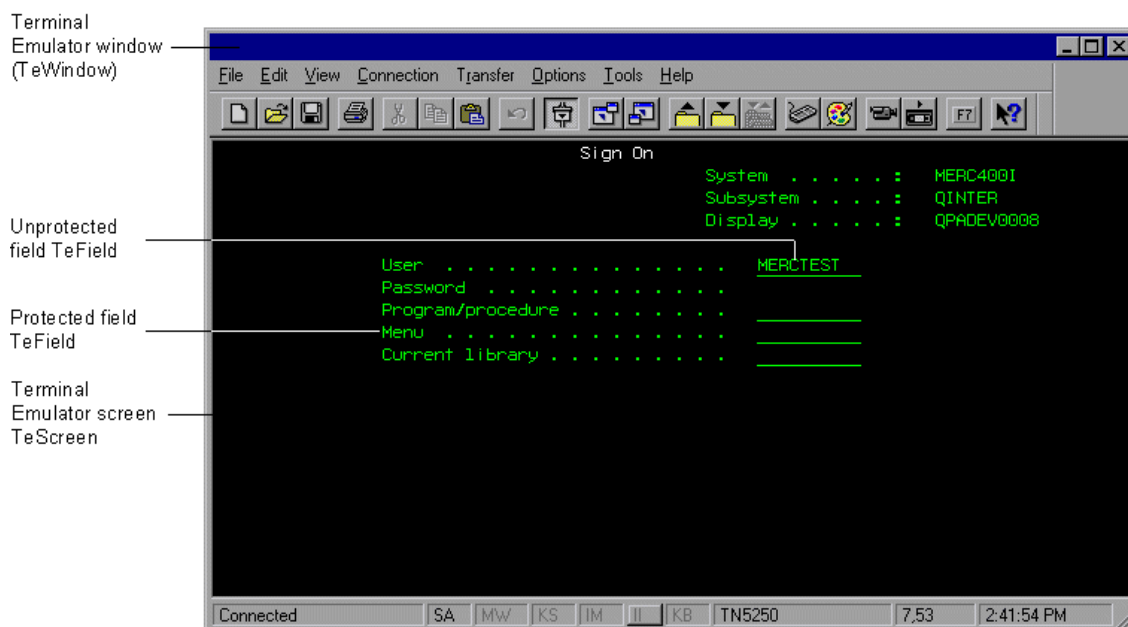 Terminal
Emulator window
(TeWindow)
File Edit View Connection Transfer Options Tools Help
F7
Sign On
System . . . . . : MERC400I
Subsystem . . . . : QINTER
Display . . . . . : QPADEV0008
Unprotected
field TeField
User . . . . . . . . . . . . . . MERCTEST
Password . . . . . . . . . . . .
Program/procedure . . . . . . . .
Protected field
TeField
Menu . . . . . . . . . . . . . .
Current library . . . . . . . . .
Terminal
Emulator screen
TeScreen
Connected SA MW KS IM II KB TN5250 7,53 2:41:54 PM